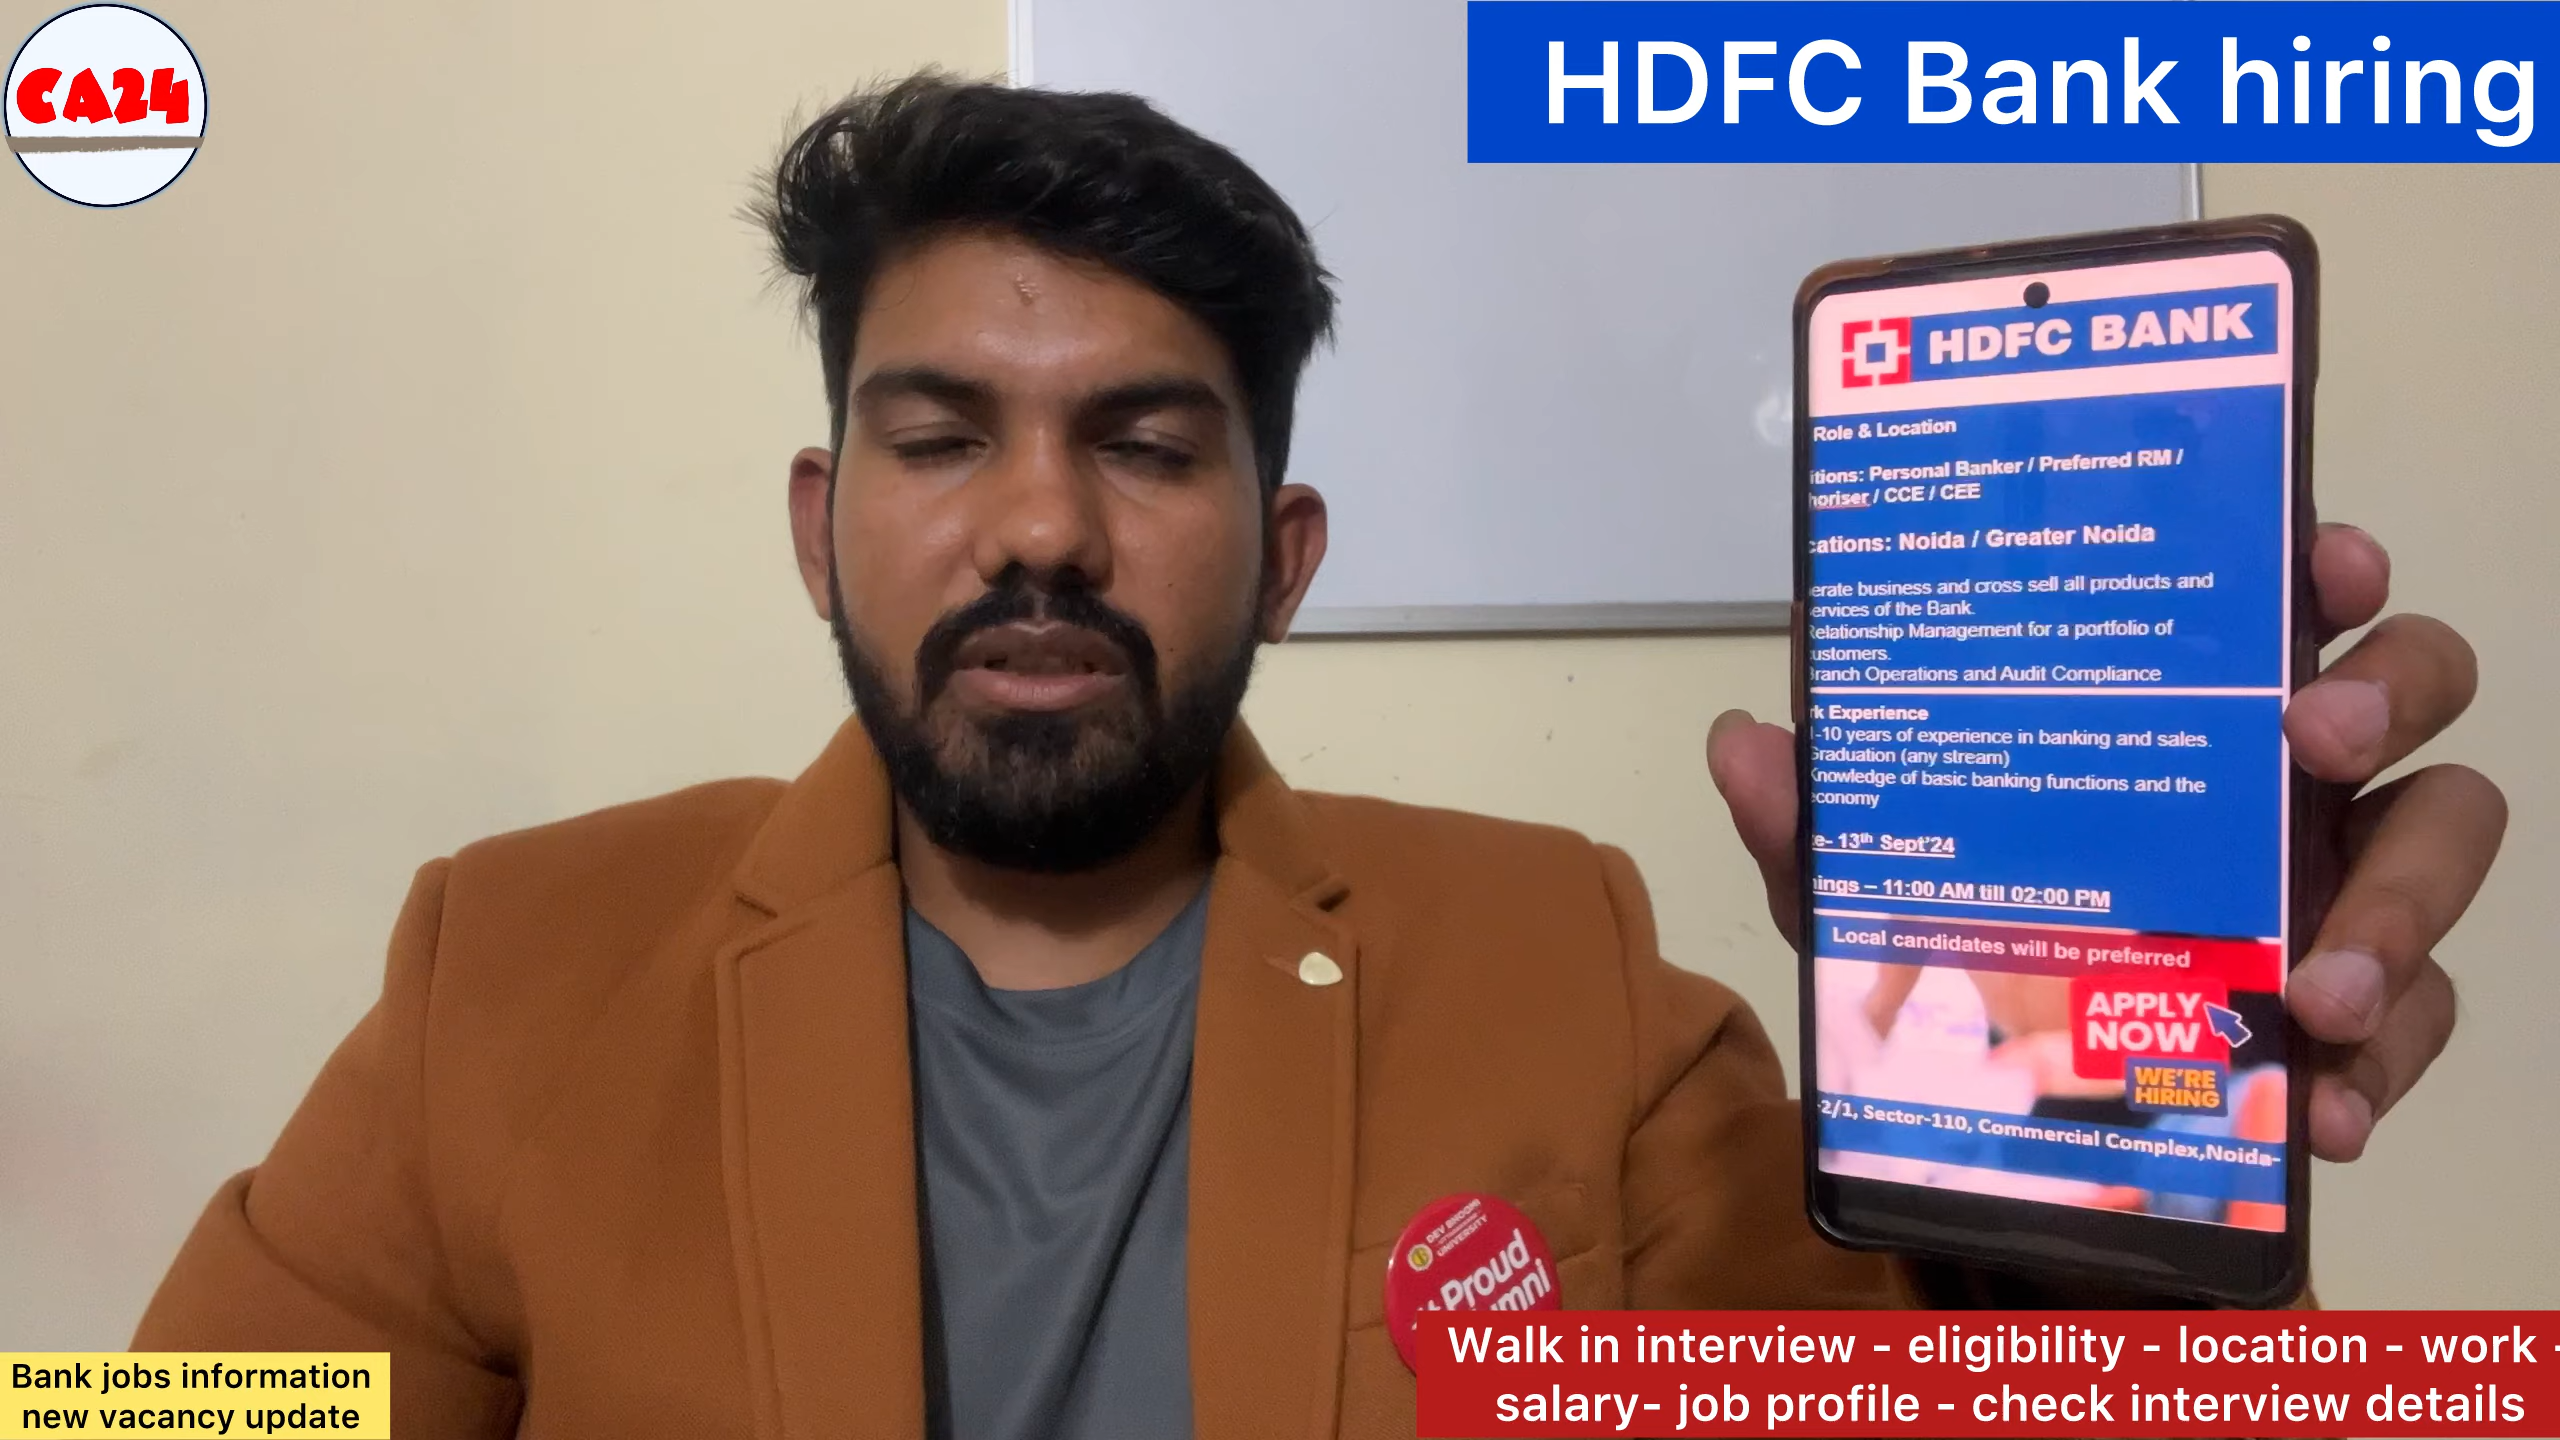 CA24
HDFC Bank hiring
HDFC BANK
Role & Location
itions: Personal Banker / Preferred RM /
horiser / CCE / CEE
cations: Noida / Greater Noida
erate business and cross sell all products and
ervices of the Bank.
Relationship Management for a portfolio of
ustomers.
Branch Operations and Audit Compliance
rk Experience
1-10 years of experience in banking and sales.
Graduation (any stream)
Knowledge of basic banking functions and the
economy
te- 13th Sept'24
nings – 11:00 AM till 02:00 PM
Local candidates will be preferred
APPLY
NOW
WE'RE
HIRING
-2/1, Sector-110, Commercial Complex,Noida-
DEV BHOOMI
UNIVERSITY
#Proud
Bank jobs information
new vacancy update
Walk in interview - eligibility - location - work -
salary- job profile - check interview details